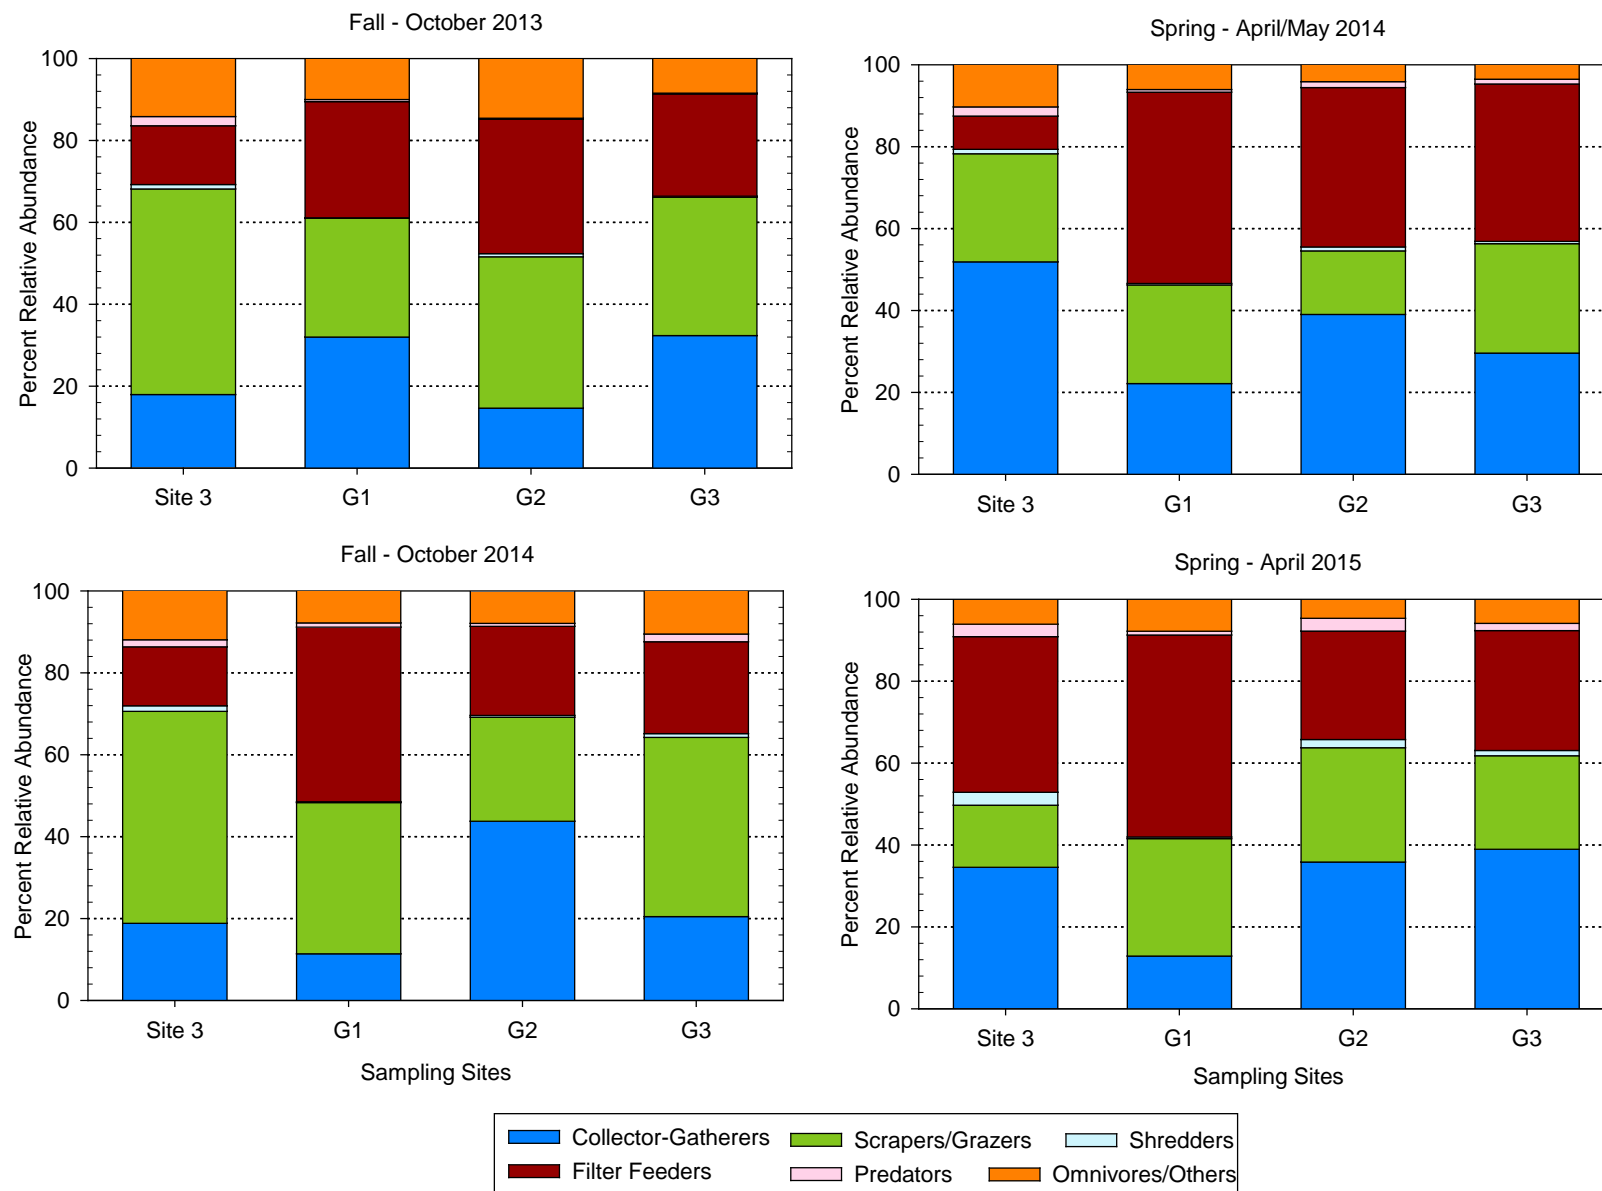 Fall - October 2013
Percent Relative Abundance
100
80
60
40
20
0
Site 3 G1 G2 G3
Spring - April/May 2014
Percent Relative Abundance
100
80
60
40
20
0
Site 3 G1 G2 G3
Fall - October 2014
Percent Relative Abundance
100
80
60
40
20
0
Site 3 G1 G2 G3
Sampling Sites
Spring - April 2015
Percent Relative Abundance
100
80
60
40
20
0
Site 3 G1 G2 G3
Sampling Sites
Collector-Gatherers Scrapers/Grazers Shredders
Filter Feeders Predators Omnivores/Others